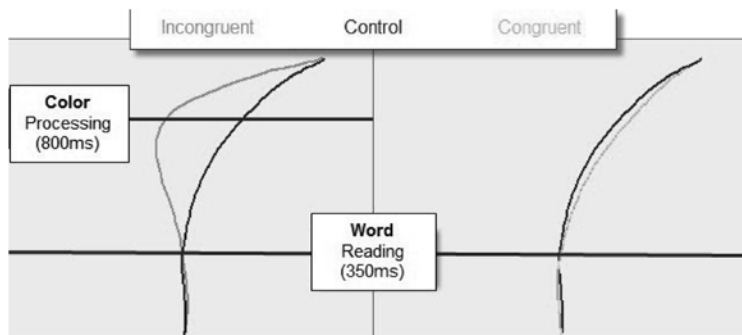 Incongruent Control Congruent
Color
Processing
(800ms)
Word
Reading
(350ms)